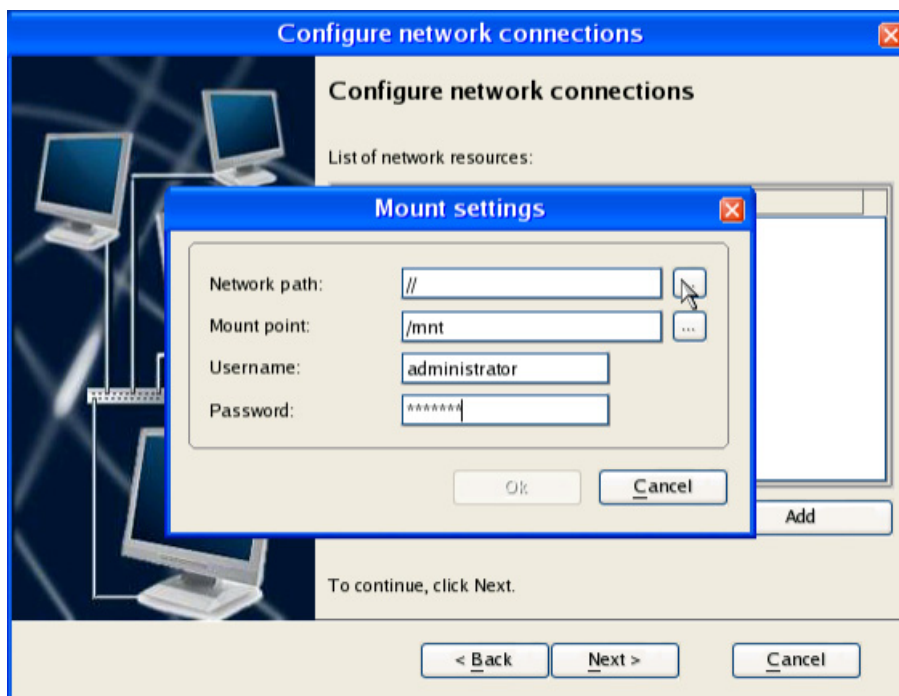 Configure network connections
Configure network connections
List of network resources:
Mount settings
Network path: //
Mount point: /mnt ...
Username: administrator
Password: *******
Ok Cancel
Add
To continue, click Next.
< Back Next > Cancel